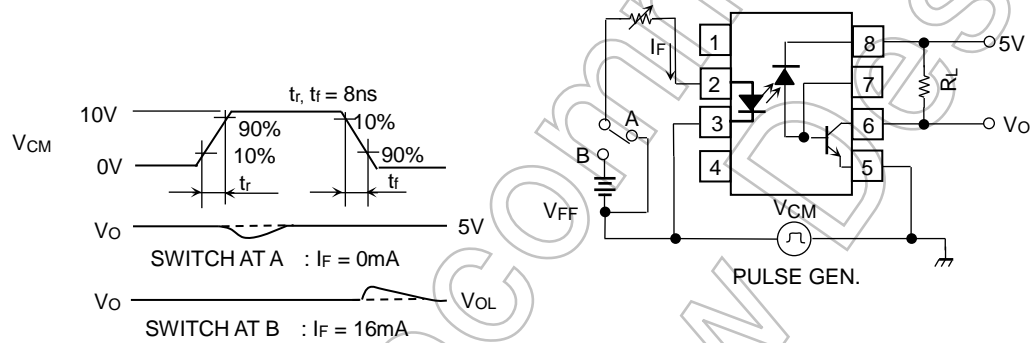 tr, tf = 8ns
10V
90%
10%
VCM
10%
90%
0V
tr
tf
VO
5V
SWITCH AT A : IF = 0mA
VO
VOL
SWITCH AT B : IF = 16mA
IF
1
2
3
4
8
7
6
5
5V
RL
VO
A
B
VFF
VCM
PULSE GEN.